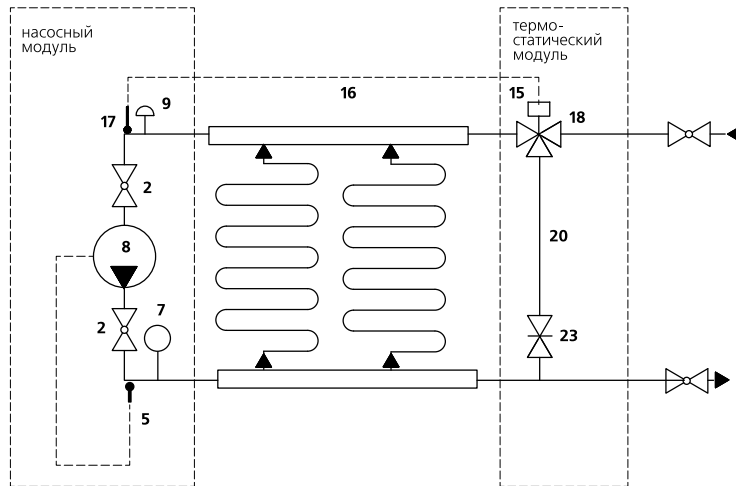 насосный
модуль
термо-
статический
модуль
16
15
9
17
18
2
8
20
7
2
23
5